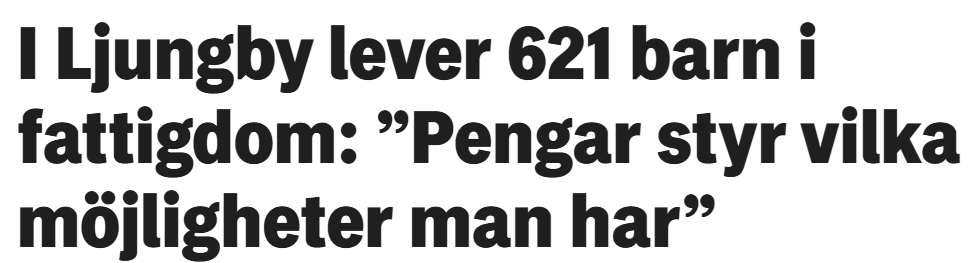 I Ljungby lever 621 barn i
fattigdom: ”Pengar styr vilka
möjligheter man har”